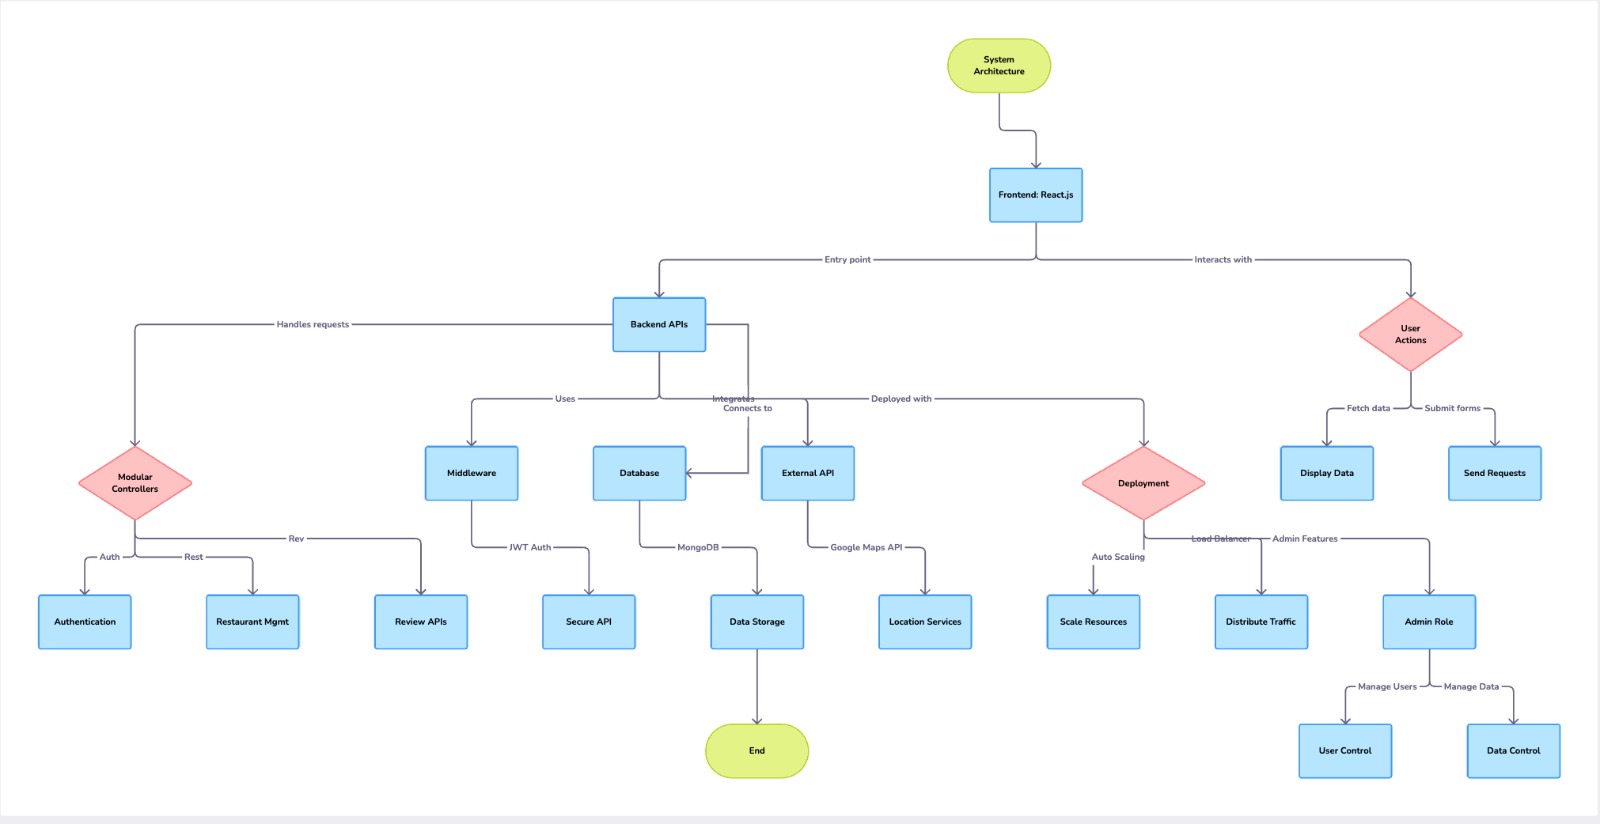 System
Architecture
Frontend: React.js
Entry point
Interacts with
Backend APIs
Handles requests
User
Actions
Uses
Integrates
Connects to
Deployed with
Fetch data
Submit forms
Modular
Controllers
Middleware
Database
External API
Deployment
Display Data
Send Requests
Rev
Auth
Rest
JWT Auth
MongoDB
Google Maps API
Load Balancer
Admin Features
Auto Scaling
Authentication
Restaurant Mgmt
Review APIs
Secure API
Data Storage
Location Services
Scale Resources
Distribute Traffic
Admin Role
Manage Users
Manage Data
End
User Control
Data Control